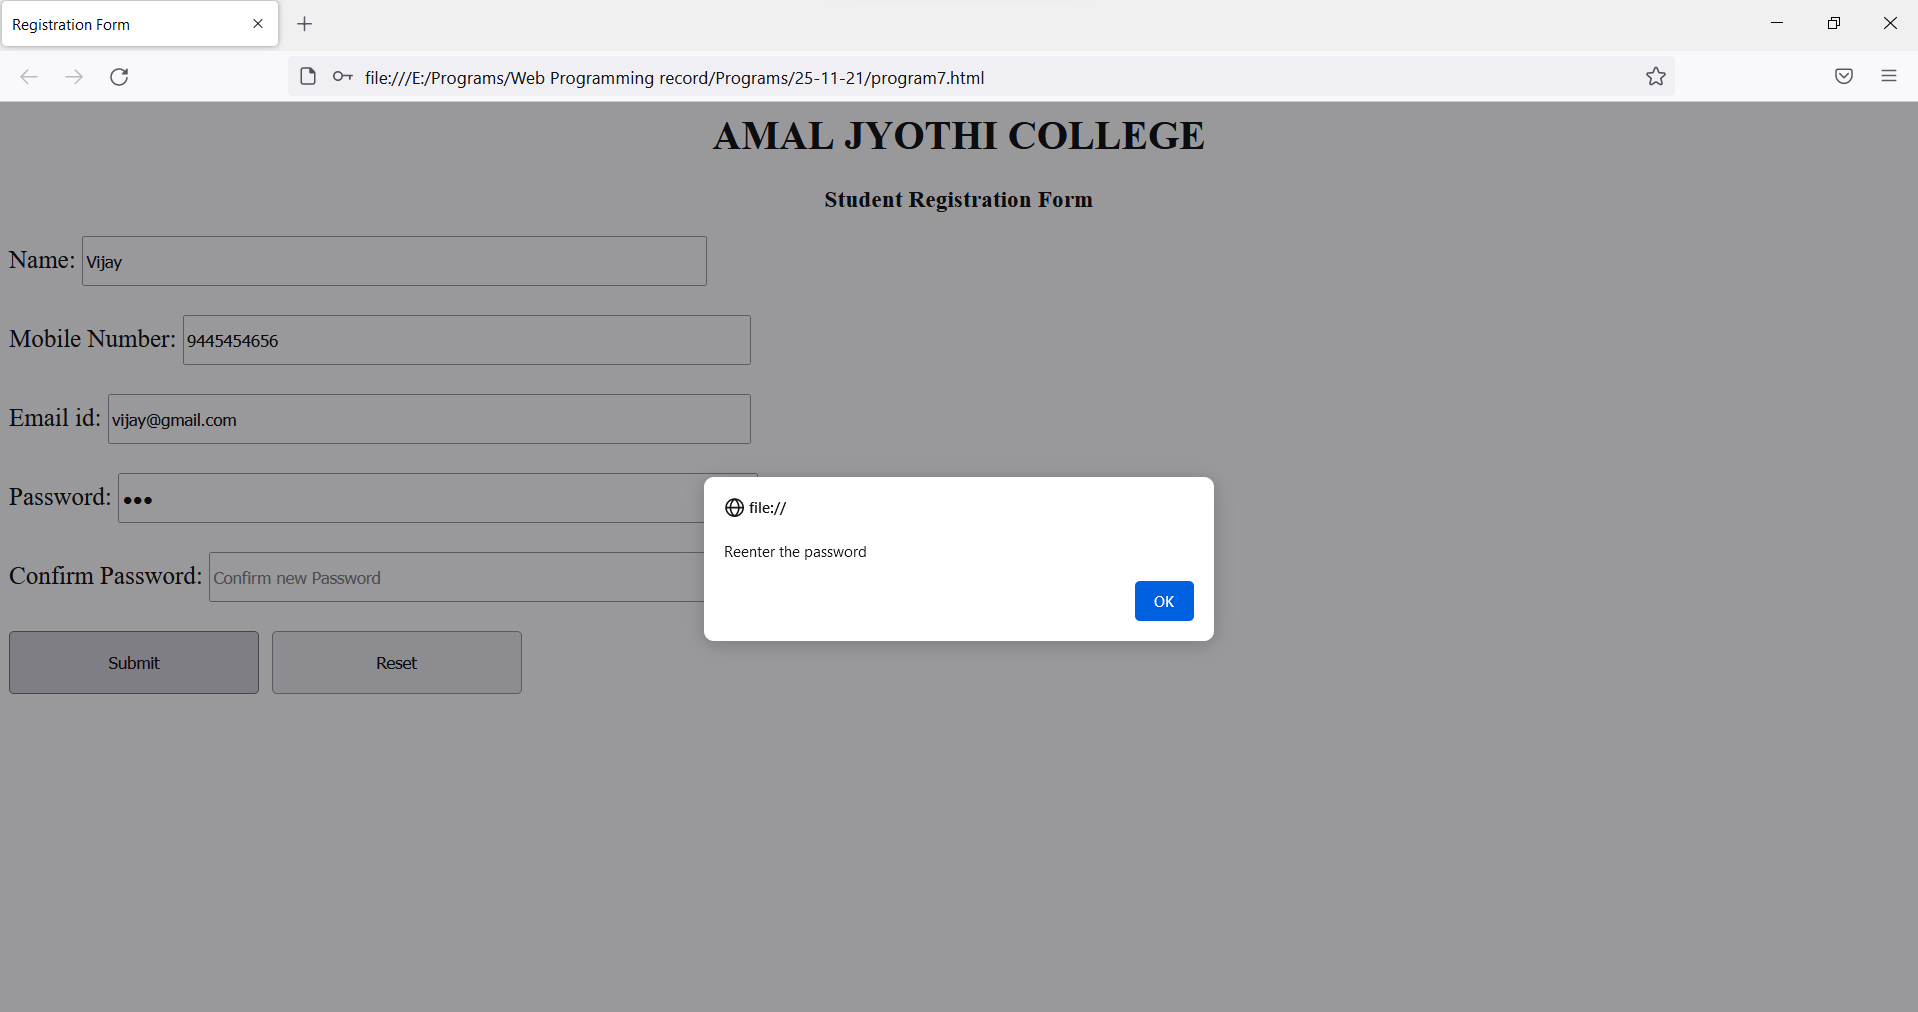 Registration Form
file:///E:/Programs/Web Programming record/Programs/25-11-21/program7.html
AMAL JYOTHI COLLEGE
Student Registration Form
Name: Vijay
Mobile Number: 9445454656
Email id: vijay@gmail.com
Password: •••
Confirm Password: Confirm new Password
Submit Reset
file://
Reenter the password
OK